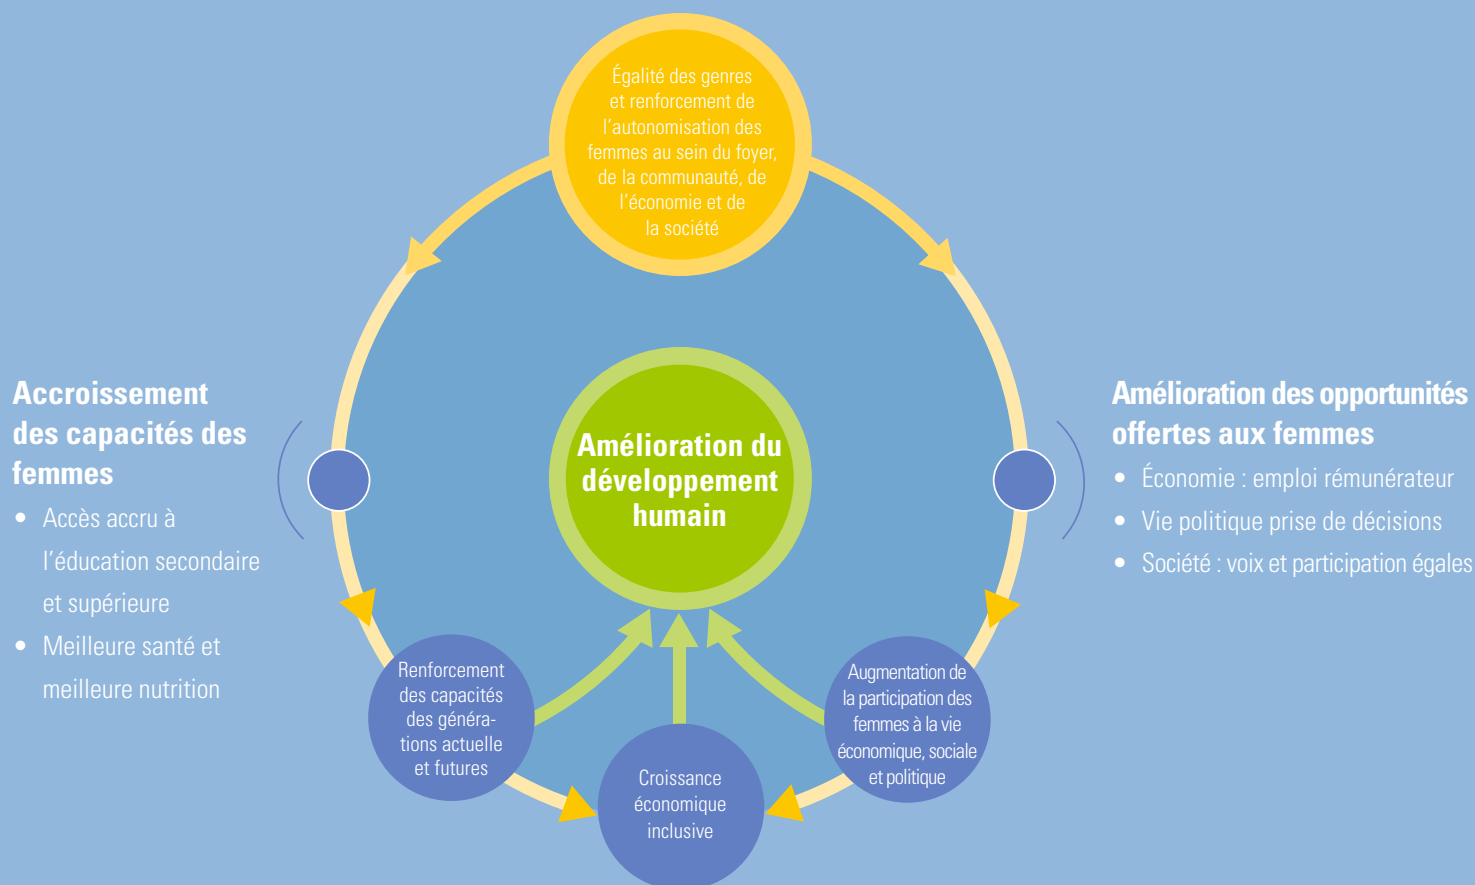 Égalité des genres
et renforcement de
l'autonomisation des
femmes au sein du foyer,
de la communauté, de
l'économie et de
la société
Accroissement
des capacités des
femmes
• Accès accru à
l'éducation secondaire
et supérieure
• Meilleure santé et
meilleure nutrition
Amélioration du
développement
humain
Amélioration des opportunités
offertes aux femmes
• Économie : emploi rémunérateur
• Vie politique prise de décisions
• Société : voix et participation égales
Renforcement
des capacités
des généra-
tions actuelle
et futures
Croissance
économique
inclusive
Augmentation de
la participation des
femmes à la vie
économique, sociale
et politique